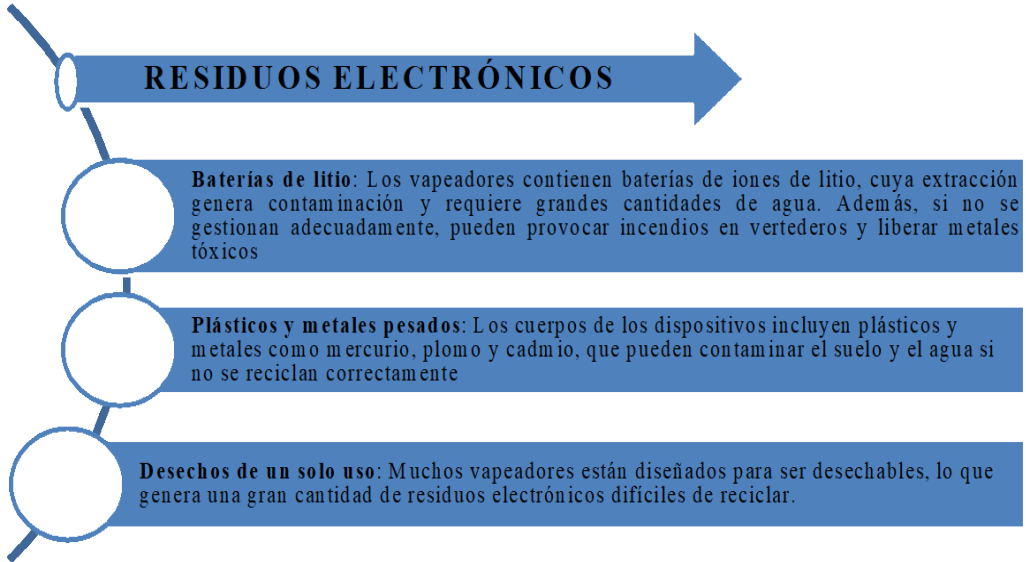 RESIDUOS ELECTRÓNICOS
Baterías de litio: Los vapeadores contienen baterías de iones de litio, cuya extracción
genera contaminación y requiere grandes cantidades de agua. Además, si no se
gestionan adecuadamente, pueden provocar incendios en vertederos y liberar metales
tóxicos
Plásticos y metales pesados: Los cuerpos de los dispositivos incluyen plásticos y
metales como mercurio, plomo y cadmio, que pueden contaminar el suelo y el agua si
no se reciclan correctamente
Desechos de un solo uso: Muchos vapeadores están diseñados para ser desechables, lo que
genera una gran cantidad de residuos electrónicos difíciles de reciclar.